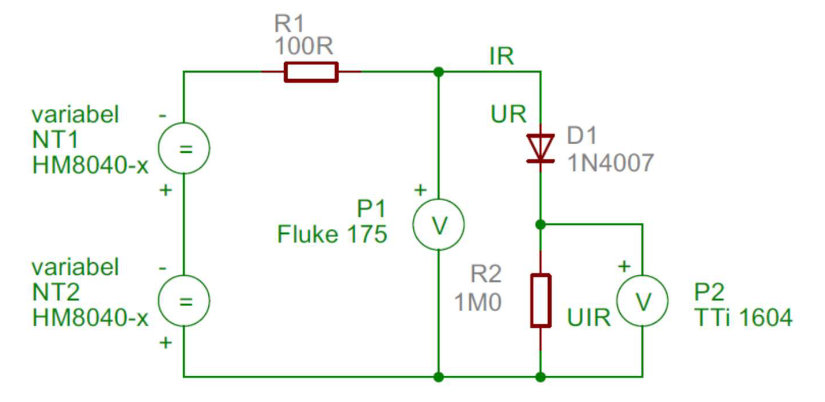 R1
100R
IR
variabel
NT1
HM8040-x
-
=
+
UR
D1
1N4007
P1
Fluke 175
+
V
variabel
NT2
HM8040-x
-
=
+
R2
1M0
UIR
+
V
P2
TTi 1604